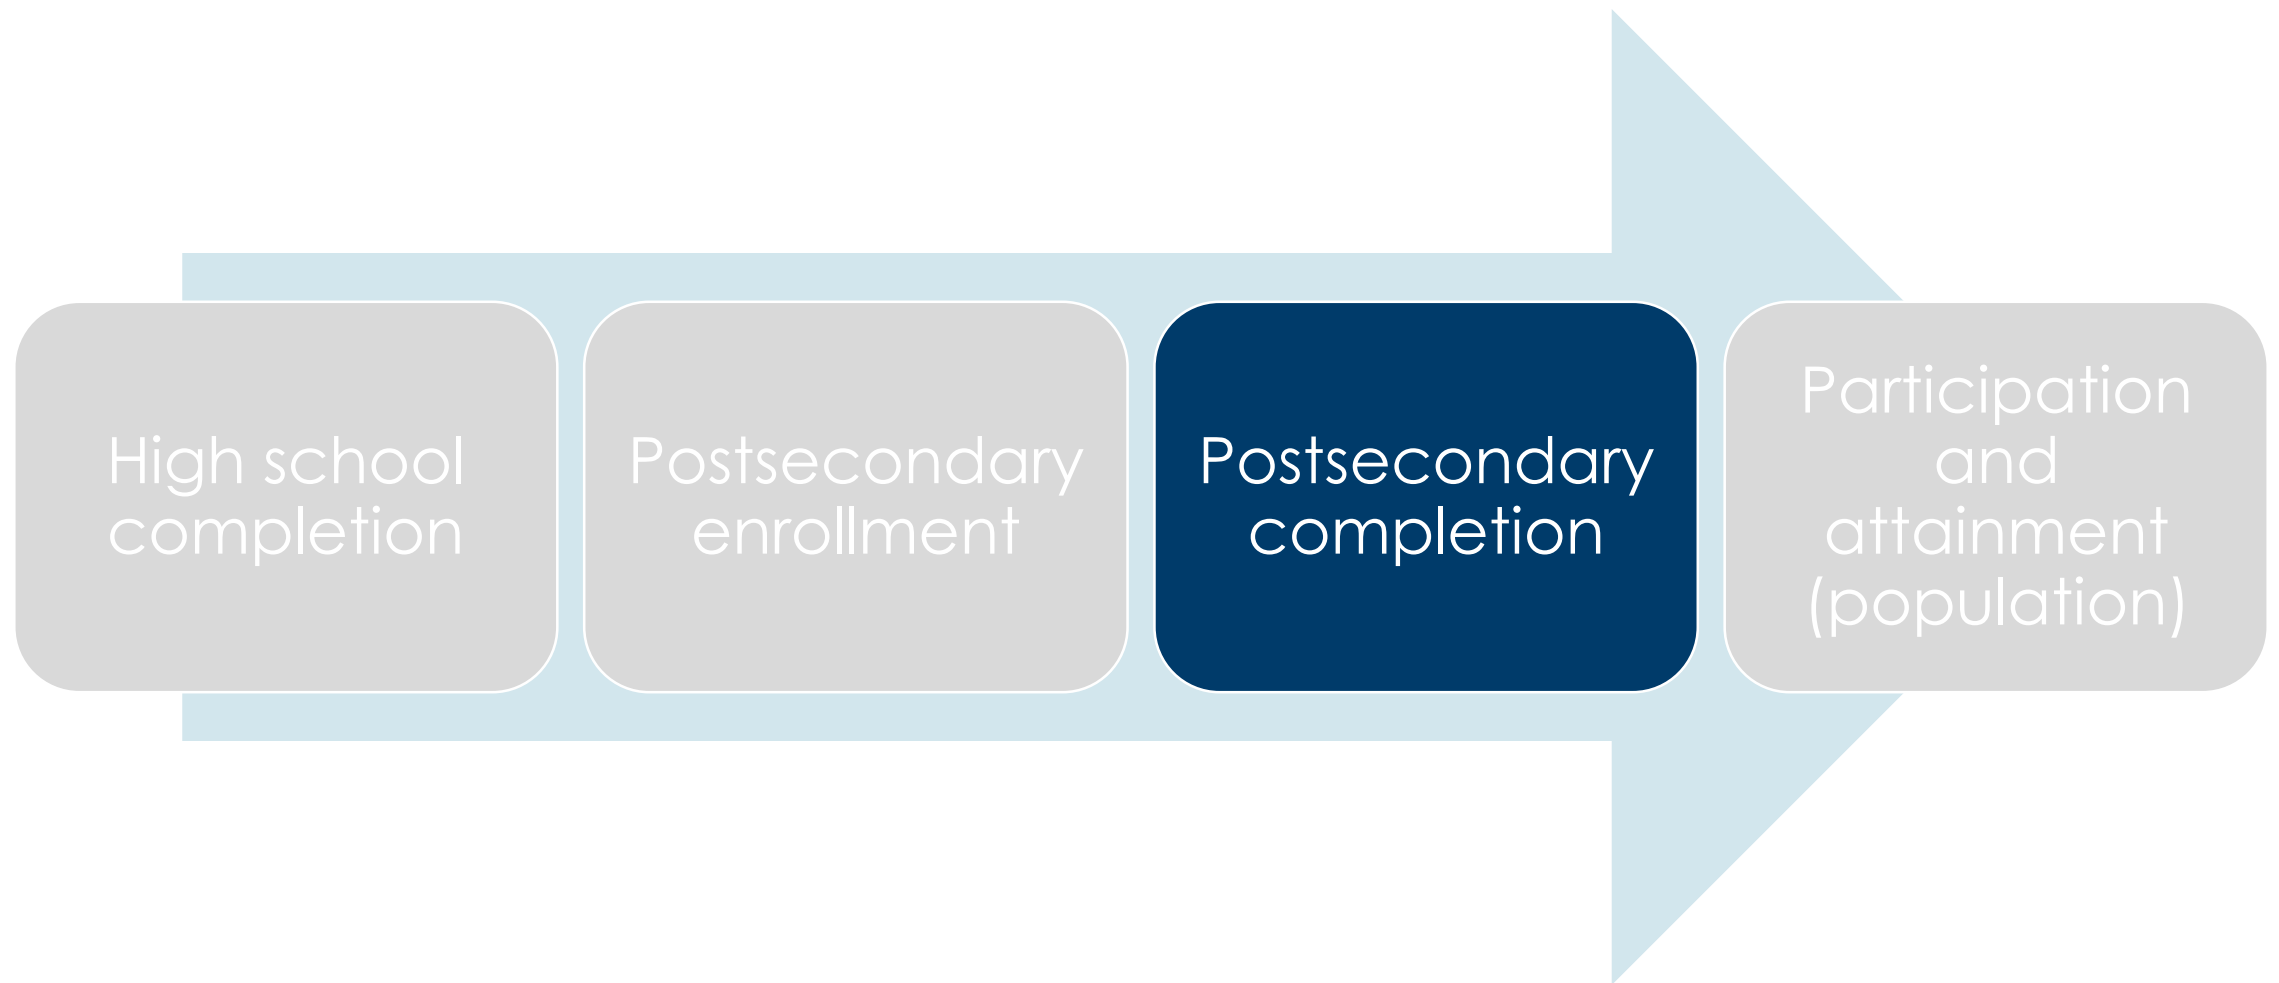 High school
completion
Postsecondary
enrollment
Postsecondary
completion
Participation
and
attainment
(population)